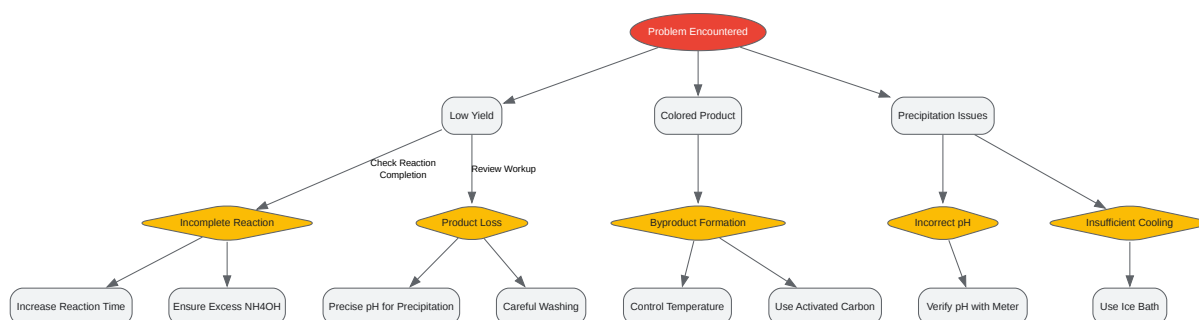 Problem Encountered
Low Yield
Colored Product
Precipitation Issues
Check Reaction
Completion
Review Workup
Incomplete Reaction
Product Loss
Byproduct Formation
Incorrect pH
Insufficient Cooling
Increase Reaction Time
Ensure Excess NH4OH
Precise pH for Precipitation
Careful Washing
Control Temperature
Use Activated Carbon
Verify pH with Meter
Use Ice Bath